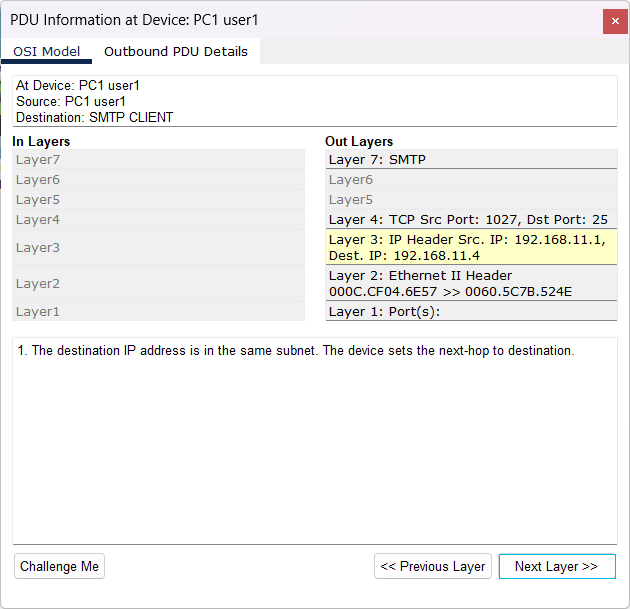 PDU Information at Device: PC1 user1
OSI Model
Outbound PDU Details
At Device: PC1 user1
Source: PC1 user1
Destination: SMTP CLIENT
In Layers
Layer7
Layer6
Layer5
Layer4
Layer3
Layer2
Layer1
Out Layers
Layer 7: SMTP
Layer6
Layer5
Layer 4: TCP Src Port: 1027, Dst Port: 25
Layer 3: IP Header Src. IP: 192.168.11.1,
Dest. IP: 192.168.11.4
Layer 2: Ethernet II Header
000C.CF04.6E57 >> 0060.5C7B.524E
Layer 1: Port(s):
1. The destination IP address is in the same subnet. The device sets the next-hop to destination.
Challenge Me
<< Previous Layer
Next Layer >>